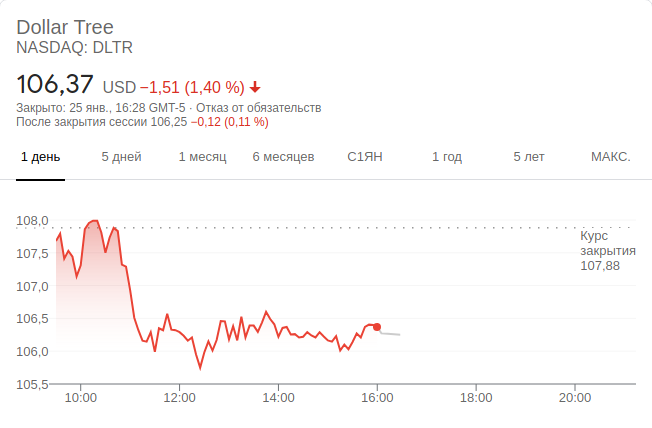 Dollar Tree
NASDAQ: DLTR
106,37 USD −1,51 (1,40 %)
Закрыто: 25 янв., 16:28 GMT-5 · Отказ от обязательств
После закрытия сессии 106,25 −0,12 (0,11 %)
1 день 5 дней 1 месяц 6 месяцев С1ЯН 1 год 5 лет МАКС.
108,0
107,5
107,0
106,5
106,0
105,5
Курс
закрытия
107,88
10:00 12:00 14:00 16:00 18:00 20:00